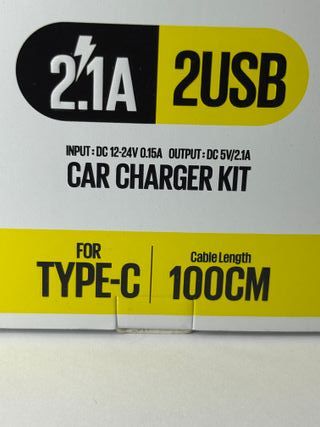 2.1A 2USB
INPUT : DC 12-24V 0.15A OUTPUT : DC 5V/2.1A
CAR CHARGER KIT
FOR
TYPE-C
Cable Length
100CM